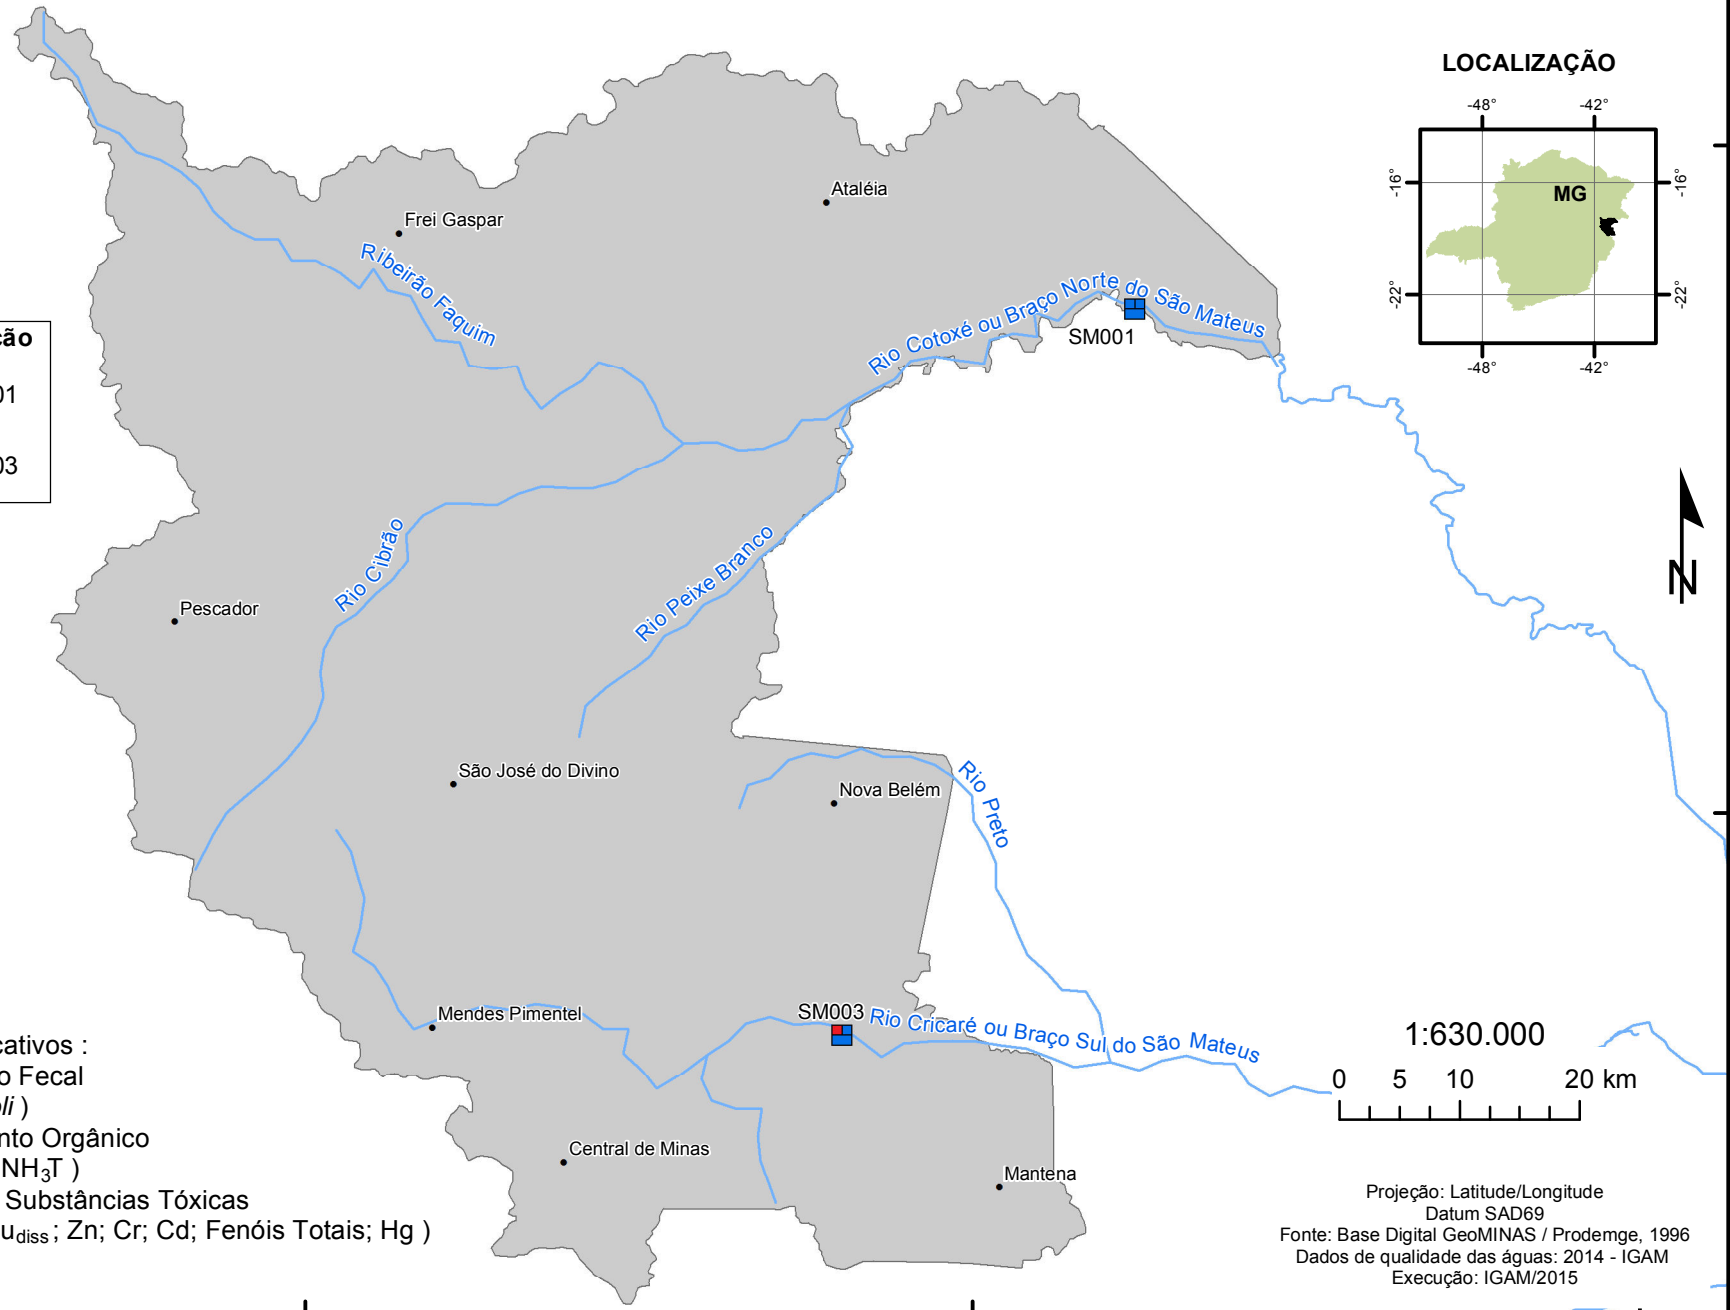 LOCALIZAÇÃO
-48°
-42°
-16°
MG
-16°
-22°
-22°
-48°
-42°
Ataléia
Frei Gaspar
Ribeirão Faquim
Rio Cotoxé ou Braço Norte do São Mateus
SM001
01
03
Rio Cibrão
Rio Peixe Branco
N
Pescador
São José do Divino
Nova Belém
Rio Preto
Mendes Pimentel
SM003
Rio Cricaré ou Braço Sul do São Mateus
1:630.000
0 5 10 20 km
Central de Minas
Mantena
cativos :
o Fecal
oli )
nto Orgânico
NH₃T )
Substâncias Tóxicas
diss ; Zn; Cr; Cd; Fenóis Totais; Hg )
Projeção: Latitude/Longitude
Datum SAD69
Fonte: Base Digital GeoMINAS / Prodemge, 1996
Dados de qualidade das águas: 2014 - IGAM
Execução: IGAM/2015